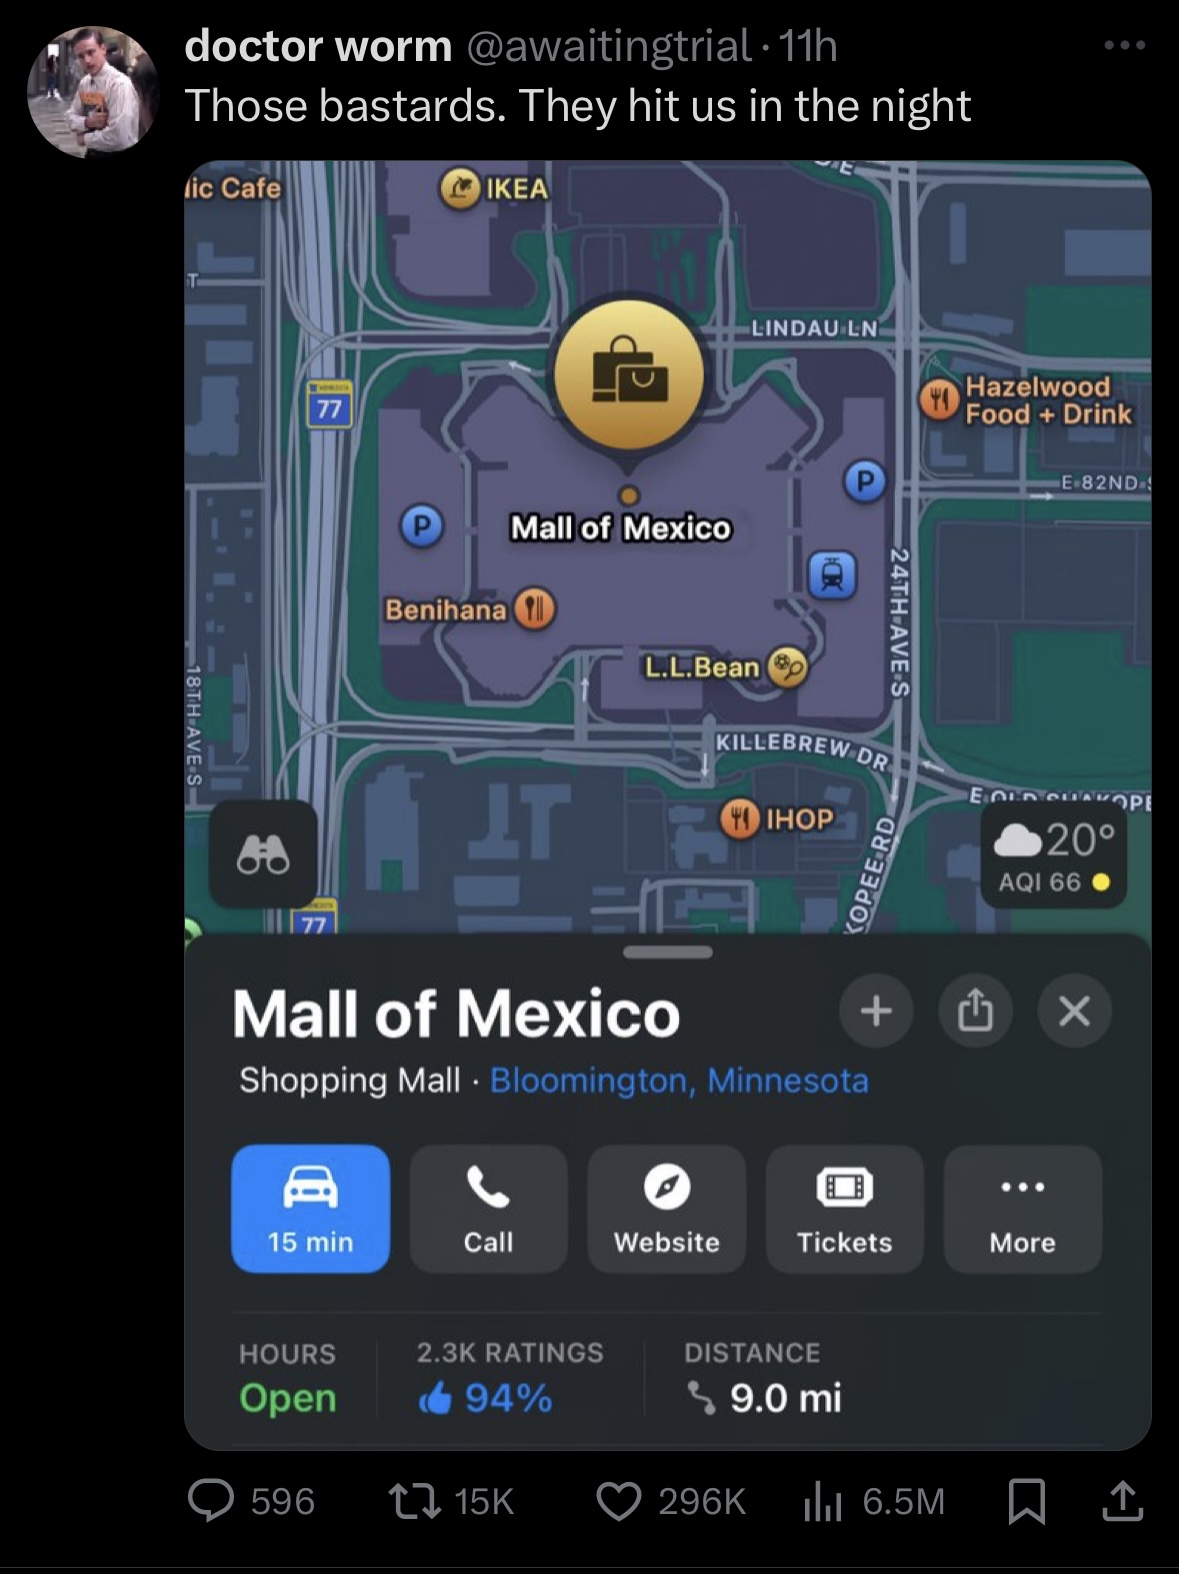 doctor worm @awaitingtrial · 11h
Those bastards. They hit us in the night
lic Cafe
IKEA
LINDAU LN
77
Hazelwood
Food + Drink
P
E 82ND
P
Mall of Mexico
24TH AVE S
Benihana
L.L.Bean
18TH AVE S
KILLEBREW DR
E OLD SHAKOPE
IHOP
20°
AQI 66
KOPEE RD
77
Mall of Mexico
Shopping Mall · Bloomington, Minnesota
15 min
Call
Website
Tickets
More
HOURS
2.3K RATINGS
DISTANCE
Open
94%
9.0 mi
596
15K
296K
6.5M